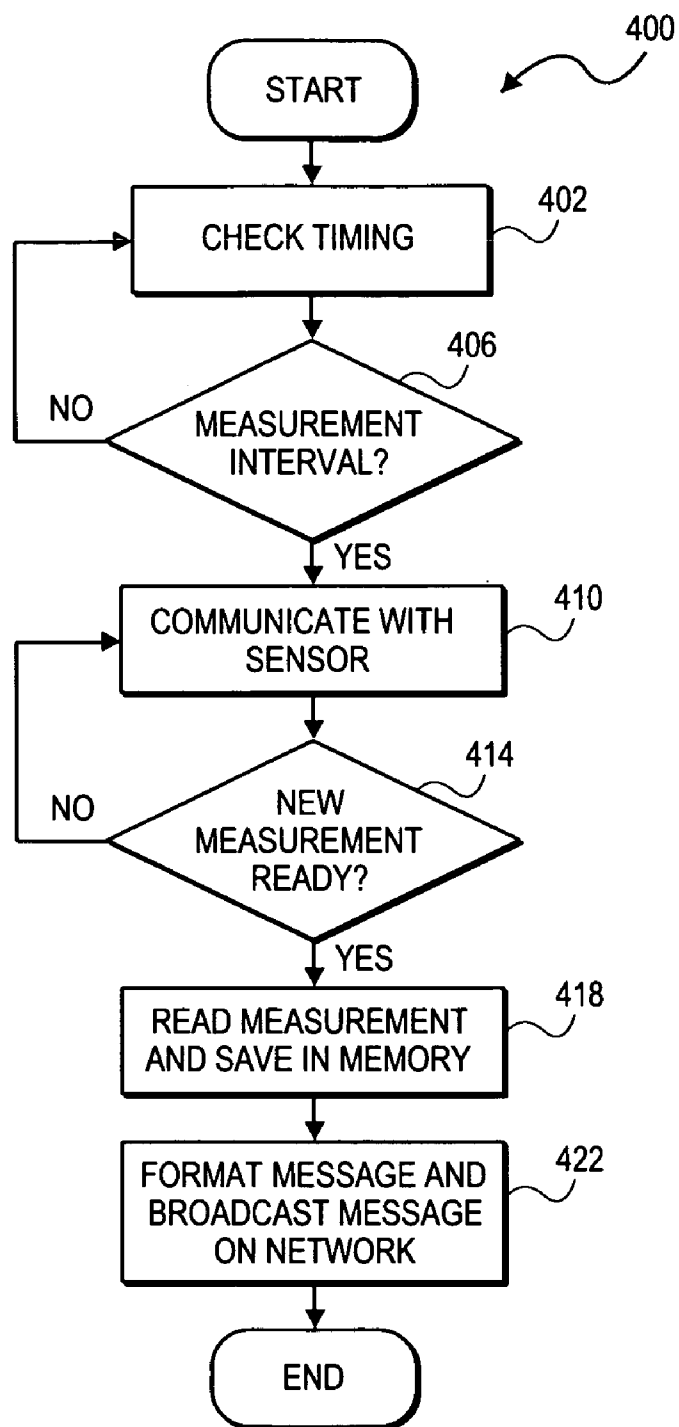 400
START
402
CHECK TIMING
406
NO
MEASUREMENT
INTERVAL?
YES
410
COMMUNICATE WITH
SENSOR
414
NO
NEW
MEASUREMENT
READY?
YES
418
READ MEASUREMENT
AND SAVE IN MEMORY
422
FORMAT MESSAGE AND
BROADCAST MESSAGE
ON NETWORK
END